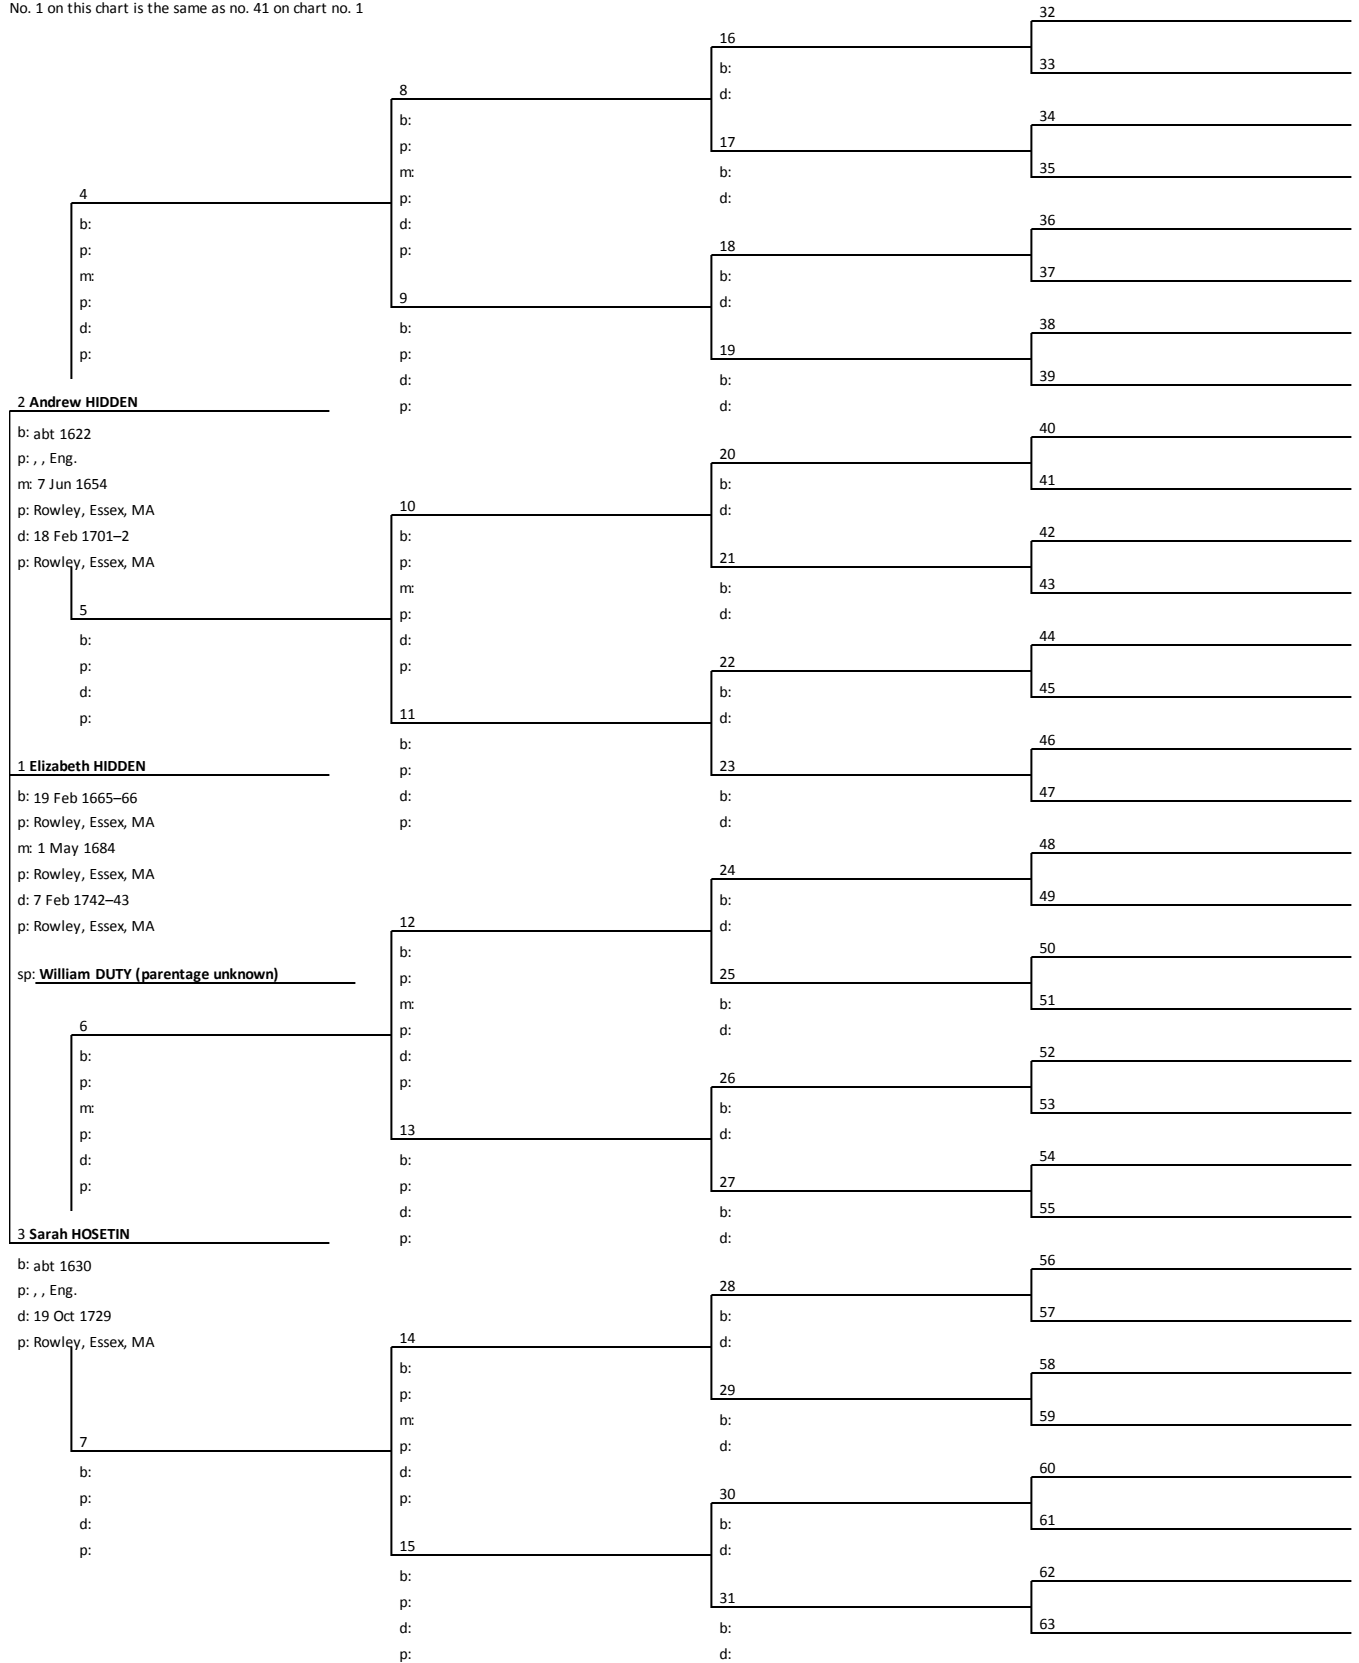 No. 1 on this chart is the same as no. 41 on chart no. 1
4
b:
p:
m:
p:
d:
p:
2 Andrew HIDDEN
b: abt 1622
p: , , Eng.
m: 7 Jun 1654
p: Rowley, Essex, MA
d: 18 Feb 1701–2
p: Rowley, Essex, MA
5
b:
p:
d:
p:
1 Elizabeth HIDDEN
b: 19 Feb 1665–66
p: Rowley, Essex, MA
m: 1 May 1684
p: Rowley, Essex, MA
d: 7 Feb 1742–43
p: Rowley, Essex, MA
sp: William DUTY (parentage unknown)
6
b:
p:
m:
p:
d:
p:
3 Sarah HOSETIN
b: abt 1630
p: , , Eng.
d: 19 Oct 1729
p: Rowley, Essex, MA
7
b:
p:
d:
p:
8
b:
p:
m:
p:
d:
p:
9
b:
p:
d:
p:
10
b:
p:
m:
p:
d:
p:
11
b:
p:
d:
p:
12
b:
p:
m:
p:
d:
p:
13
b:
p:
d:
p:
14
b:
p:
m:
p:
d:
p:
15
b:
p:
d:
p:
16
b:
d:
17
b:
d:
18
b:
d:
19
b:
d:
20
b:
d:
21
b:
d:
22
b:
d:
23
b:
d:
24
b:
d:
25
b:
d:
26
b:
d:
27
b:
d:
28
b:
d:
29
b:
d:
30
b:
d:
31
b:
d:
32
33
34
35
36
37
38
39
40
41
42
43
44
45
46
47
48
49
50
51
52
53
54
55
56
57
58
59
60
61
62
63